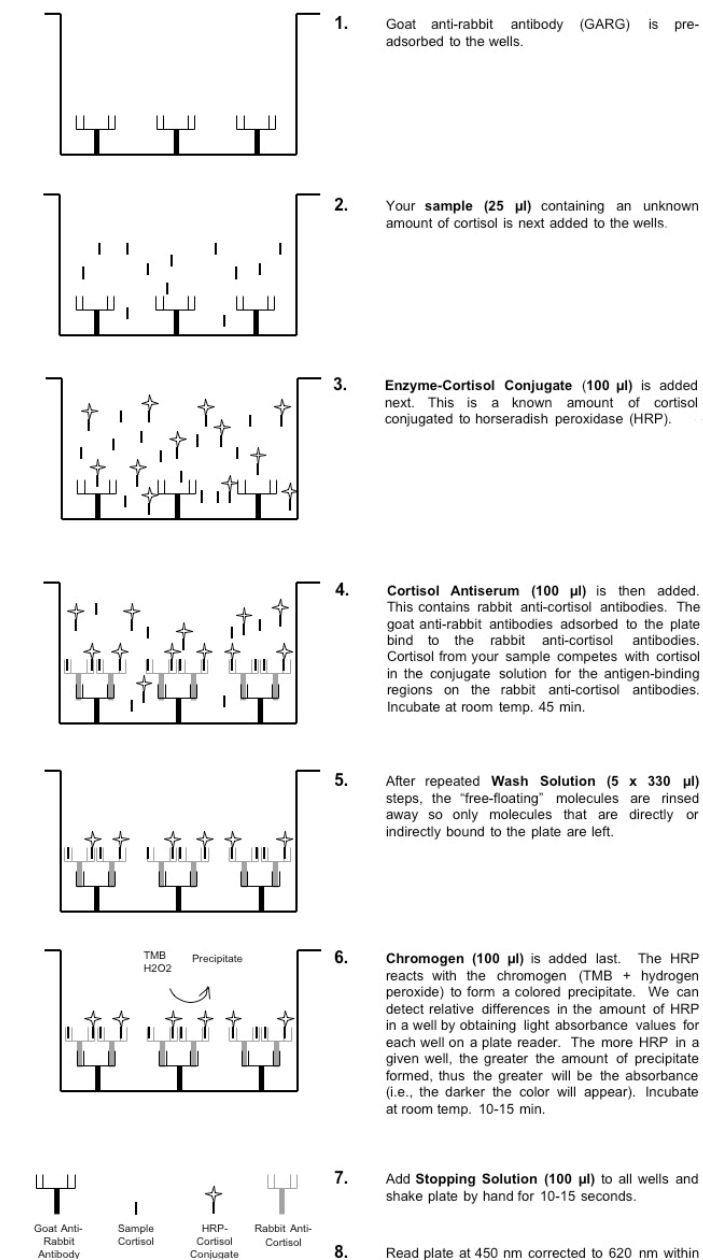 1.
Goat anti-rabbit antibody (GARG) is pre-
adsorbed to the wells.
2.
Your sample (25 µl) containing an unknown
amount of cortisol is next added to the wells.
3.
Enzyme-Cortisol Conjugate (100 µl) is added
next. This is a known amount of cortisol
conjugated to horseradish peroxidase (HRP).
4.
Cortisol Antiserum (100 µl) is then added.
This contains rabbit anti-cortisol antibodies. The
goat anti-rabbit antibodies adsorbed to the plate
bind to the rabbit anti-cortisol antibodies.
Cortisol from your sample competes with cortisol
in the conjugate solution for the antigen-binding
regions on the rabbit anti-cortisol antibodies.
Incubate at room temp. 45 min.
5.
After repeated Wash Solution (5 x 330 µl)
steps, the “free-floating” molecules are rinsed
away so only molecules that are directly or
indirectly bound to the plate are left.
TMB
H2O2
Precipitate
6.
Chromogen (100 µl) is added last. The HRP
reacts with the chromogen (TMB + hydrogen
peroxide) to form a colored precipitate. We can
detect relative differences in the amount of HRP
in a well by obtaining light absorbance values for
each well on a plate reader. The more HRP in a
given well, the greater the amount of precipitate
formed, thus the greater will be the absorbance
(i.e., the darker the color will appear). Incubate
at room temp. 10-15 min.
7.
Add Stopping Solution (100 µl) to all wells and
shake plate by hand for 10-15 seconds.
Goat Anti-
Rabbit
Antibody
Sample
Cortisol
HRP-
Cortisol
Conjugate
Rabbit Anti-
Cortisol
8.
Read plate at 450 nm corrected to 620 nm within